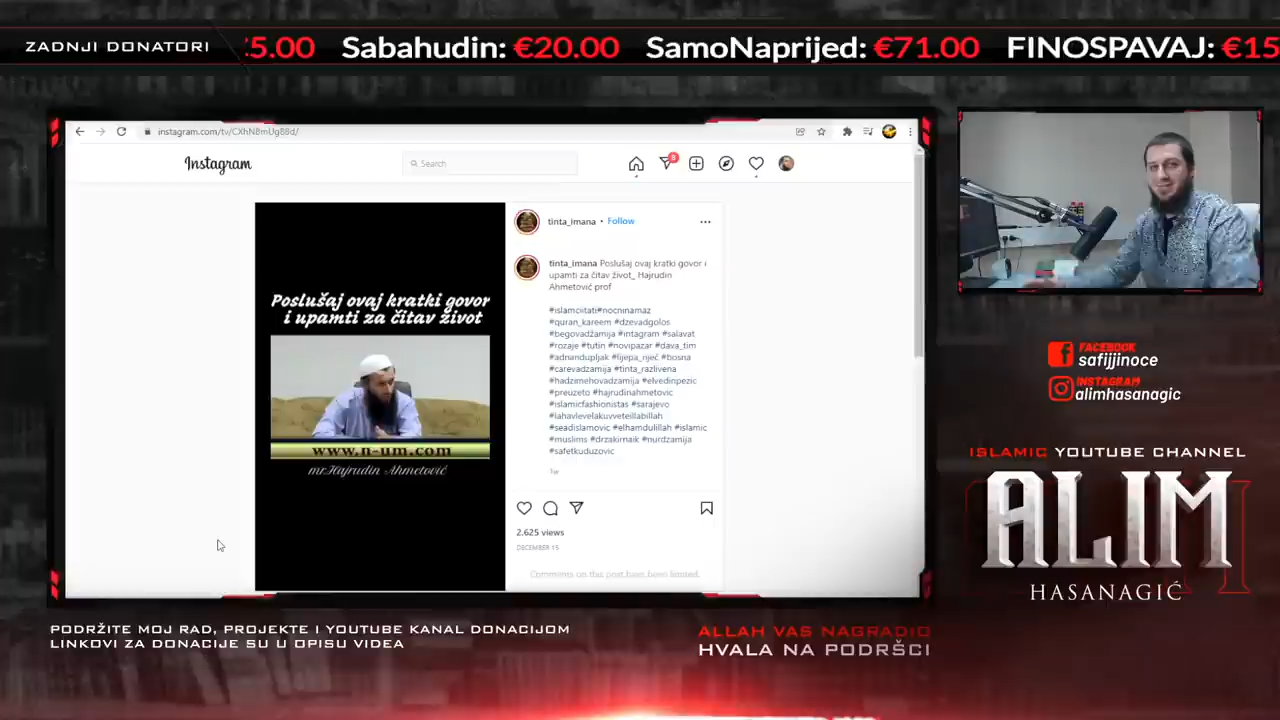 ZADNJI DONATORI
5.00 Sabahudin: €20.00 SamoNaprijed: €71.00 FINOSPAVAJ: €15
instagram.com/tv/CXhN8mUgB8d/
Instagram
Search
8
tinta_imana • Follow
tinta_imana Poslušaj ovaj kratki govor i
upamti za čitav život_ Hajrudin
Ahmetović prof
#islamciitati#nocninamaz
#quran_kareem #dzevadgolos
#begovadžamija #intagram #salavat
#rozaje #tutin #novipazar #dava_tim
#adnandupljak #lijepa_riječ #bosna
#carevadzamija #tinta_razlivena
#hadzimehovadzamija #elvedinpezic
#preuzeto #hajrudinahmetovic
#islamicfashionistas #sarajevo
#lahavlevelakuvveteillabillah
#seadislamovic #elhamdulillah #islamic
#muslims #drzakirnaik #nurdzamija
#safetkuduzovic
1w
2.625 views
DECEMBER 15
Comments on this post have been limited.
Poslušaj ovaj kratki govor
i upamti za čitav život
www.n-um.com
mr.Hajrudin Ahmetović
FACEBOOK
safijjinoce
INSTAGRAM
alimhasanagic
ISLAMIC YOUTUBE CHANNEL
ALIM
HASANAGIĆ
PODRŽITE MOJ RAD, PROJEKTE I YOUTUBE KANAL DONACIJOM
LINKOVI ZA DONACIJE SU U OPISU VIDEA
ALLAH VAS NAGRADIO
HVALA NA PODRŠCI